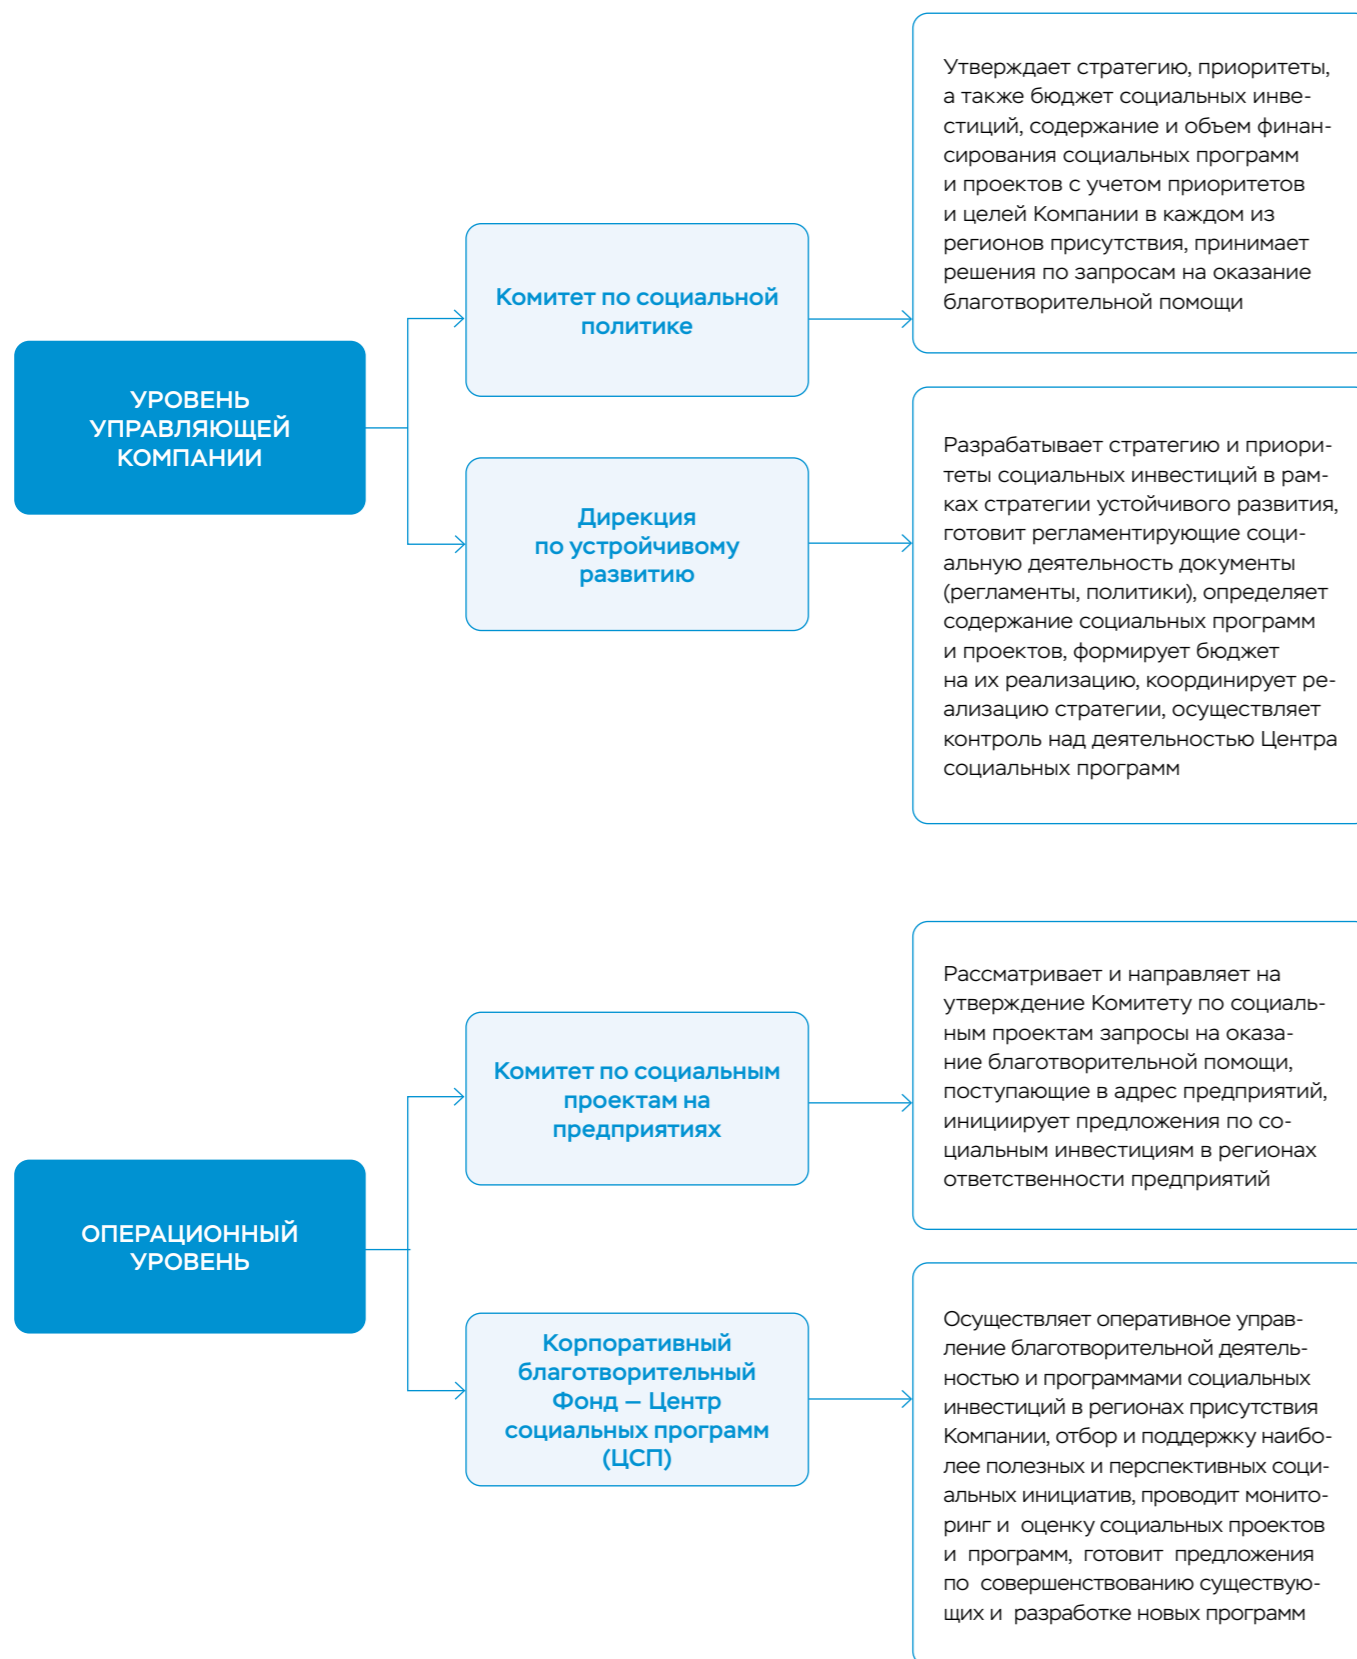 УРОВЕНЬ
УПРАВЛЯЮЩЕЙ
КОМПАНИИ
Комитет по социальной
политике
Утверждает стратегию, приоритеты,
а также бюджет социальных инве-
стиций, содержание и объем финан-
сирования социальных программ
и проектов с учетом приоритетов
и целей Компании в каждом из
регионов присутствия, принимает
решения по запросам на оказание
благотворительной помощи
Дирекция
по устройчивому
развитию
Разрабатывает стратегию и приори-
теты социальных инвестиций в рам-
ках стратегии устойчивого развития,
готовит регламентирующие соци-
альную деятельность документы
(регламенты, политики), определяет
содержание социальных программ
и проектов, формирует бюджет
на их реализацию, координирует ре-
ализацию стратегии, осуществляет
контроль над деятельностью Центра
социальных программ
ОПЕРАЦИОННЫЙ
УРОВЕНЬ
Комитет по социальным
проектам на
предприятиях
Рассматривает и направляет на
утверждение Комитету по социаль-
ным проектам запросы на оказа-
ние благотворительной помощи,
поступающие в адрес предприятий,
инициирует предложения по со-
циальным инвестициям в регионах
ответственности предприятий
Корпоративный
благотворительный
Фонд — Центр
социальных программ
(ЦСП)
Осуществляет оперативное управ-
ление благотворительной деятель-
ностью и программами социальных
инвестиций в регионах присутствия
Компании, отбор и поддержку наибо-
лее полезных и перспективных соци-
альных инициатив, проводит монито-
ринг и оценку социальных проектов
и программ, готовит предложения
по совершенствованию существую-
щих и разработке новых программ